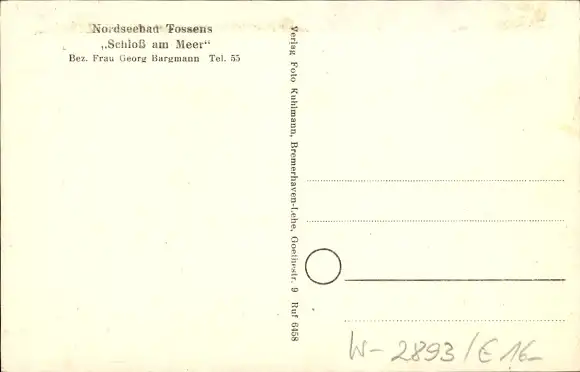 Nordseebad Tossens
„Schloß am Meer“
Bez. Frau Georg Bargmann Tel. 55
Verlag Foto Kuhlmann, Bremerhaven-Lehe, Goethestr. 9 Ruf 6458
W-2893/E16-